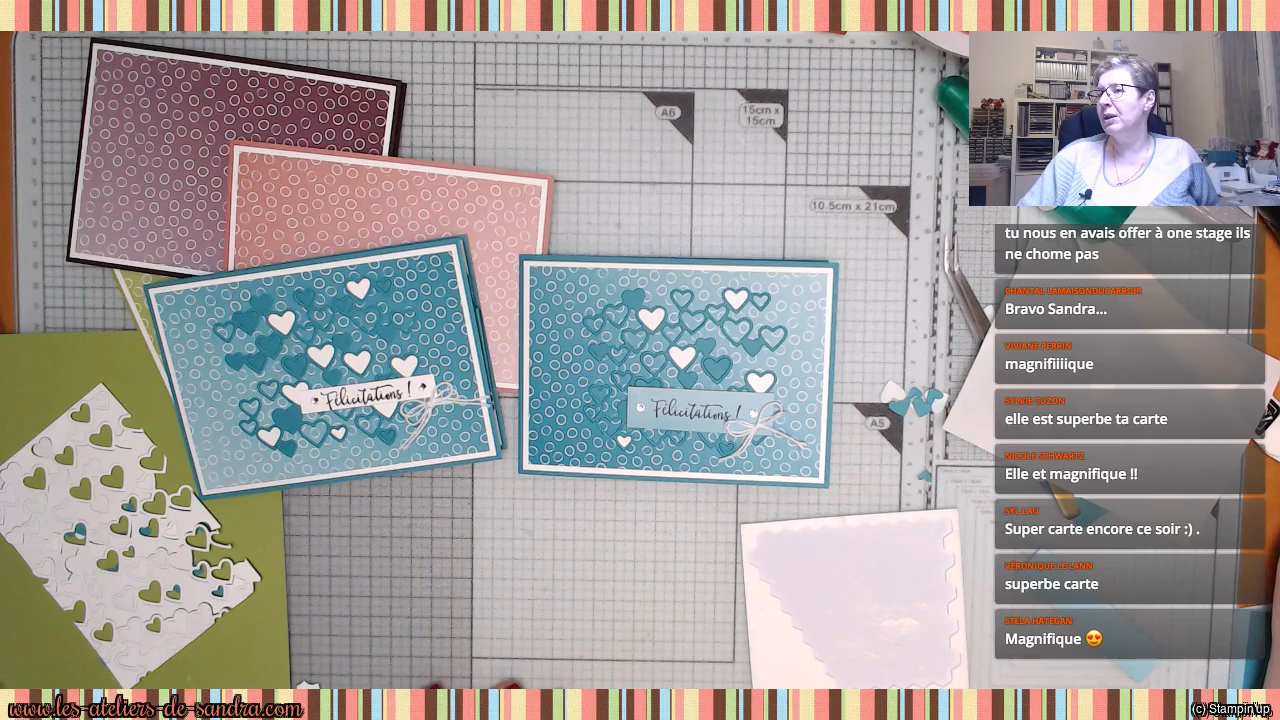 A6
15cm x
15cm
10.5cm x 21cm
A5
Félicitations !
Félicitations !
tu nous en avais offer à one stage ils
ne chome pas
CHANTAL LAMAISONDUCARROIR
Bravo Sandra...
VIVIANE PERRIN
magnifiiiique
SYLVIE CUZON
elle est superbe ta carte
NICOLE SCHWARTZ
Elle et magnifique !!
SYL LAU
Super carte encore ce soir :) .
VÉRONIQUE LE LANN
superbe carte
STELA HATEGAN
Magnifique 😍
www.les-ateliers-de-sandra.com
(c) Stampin'up